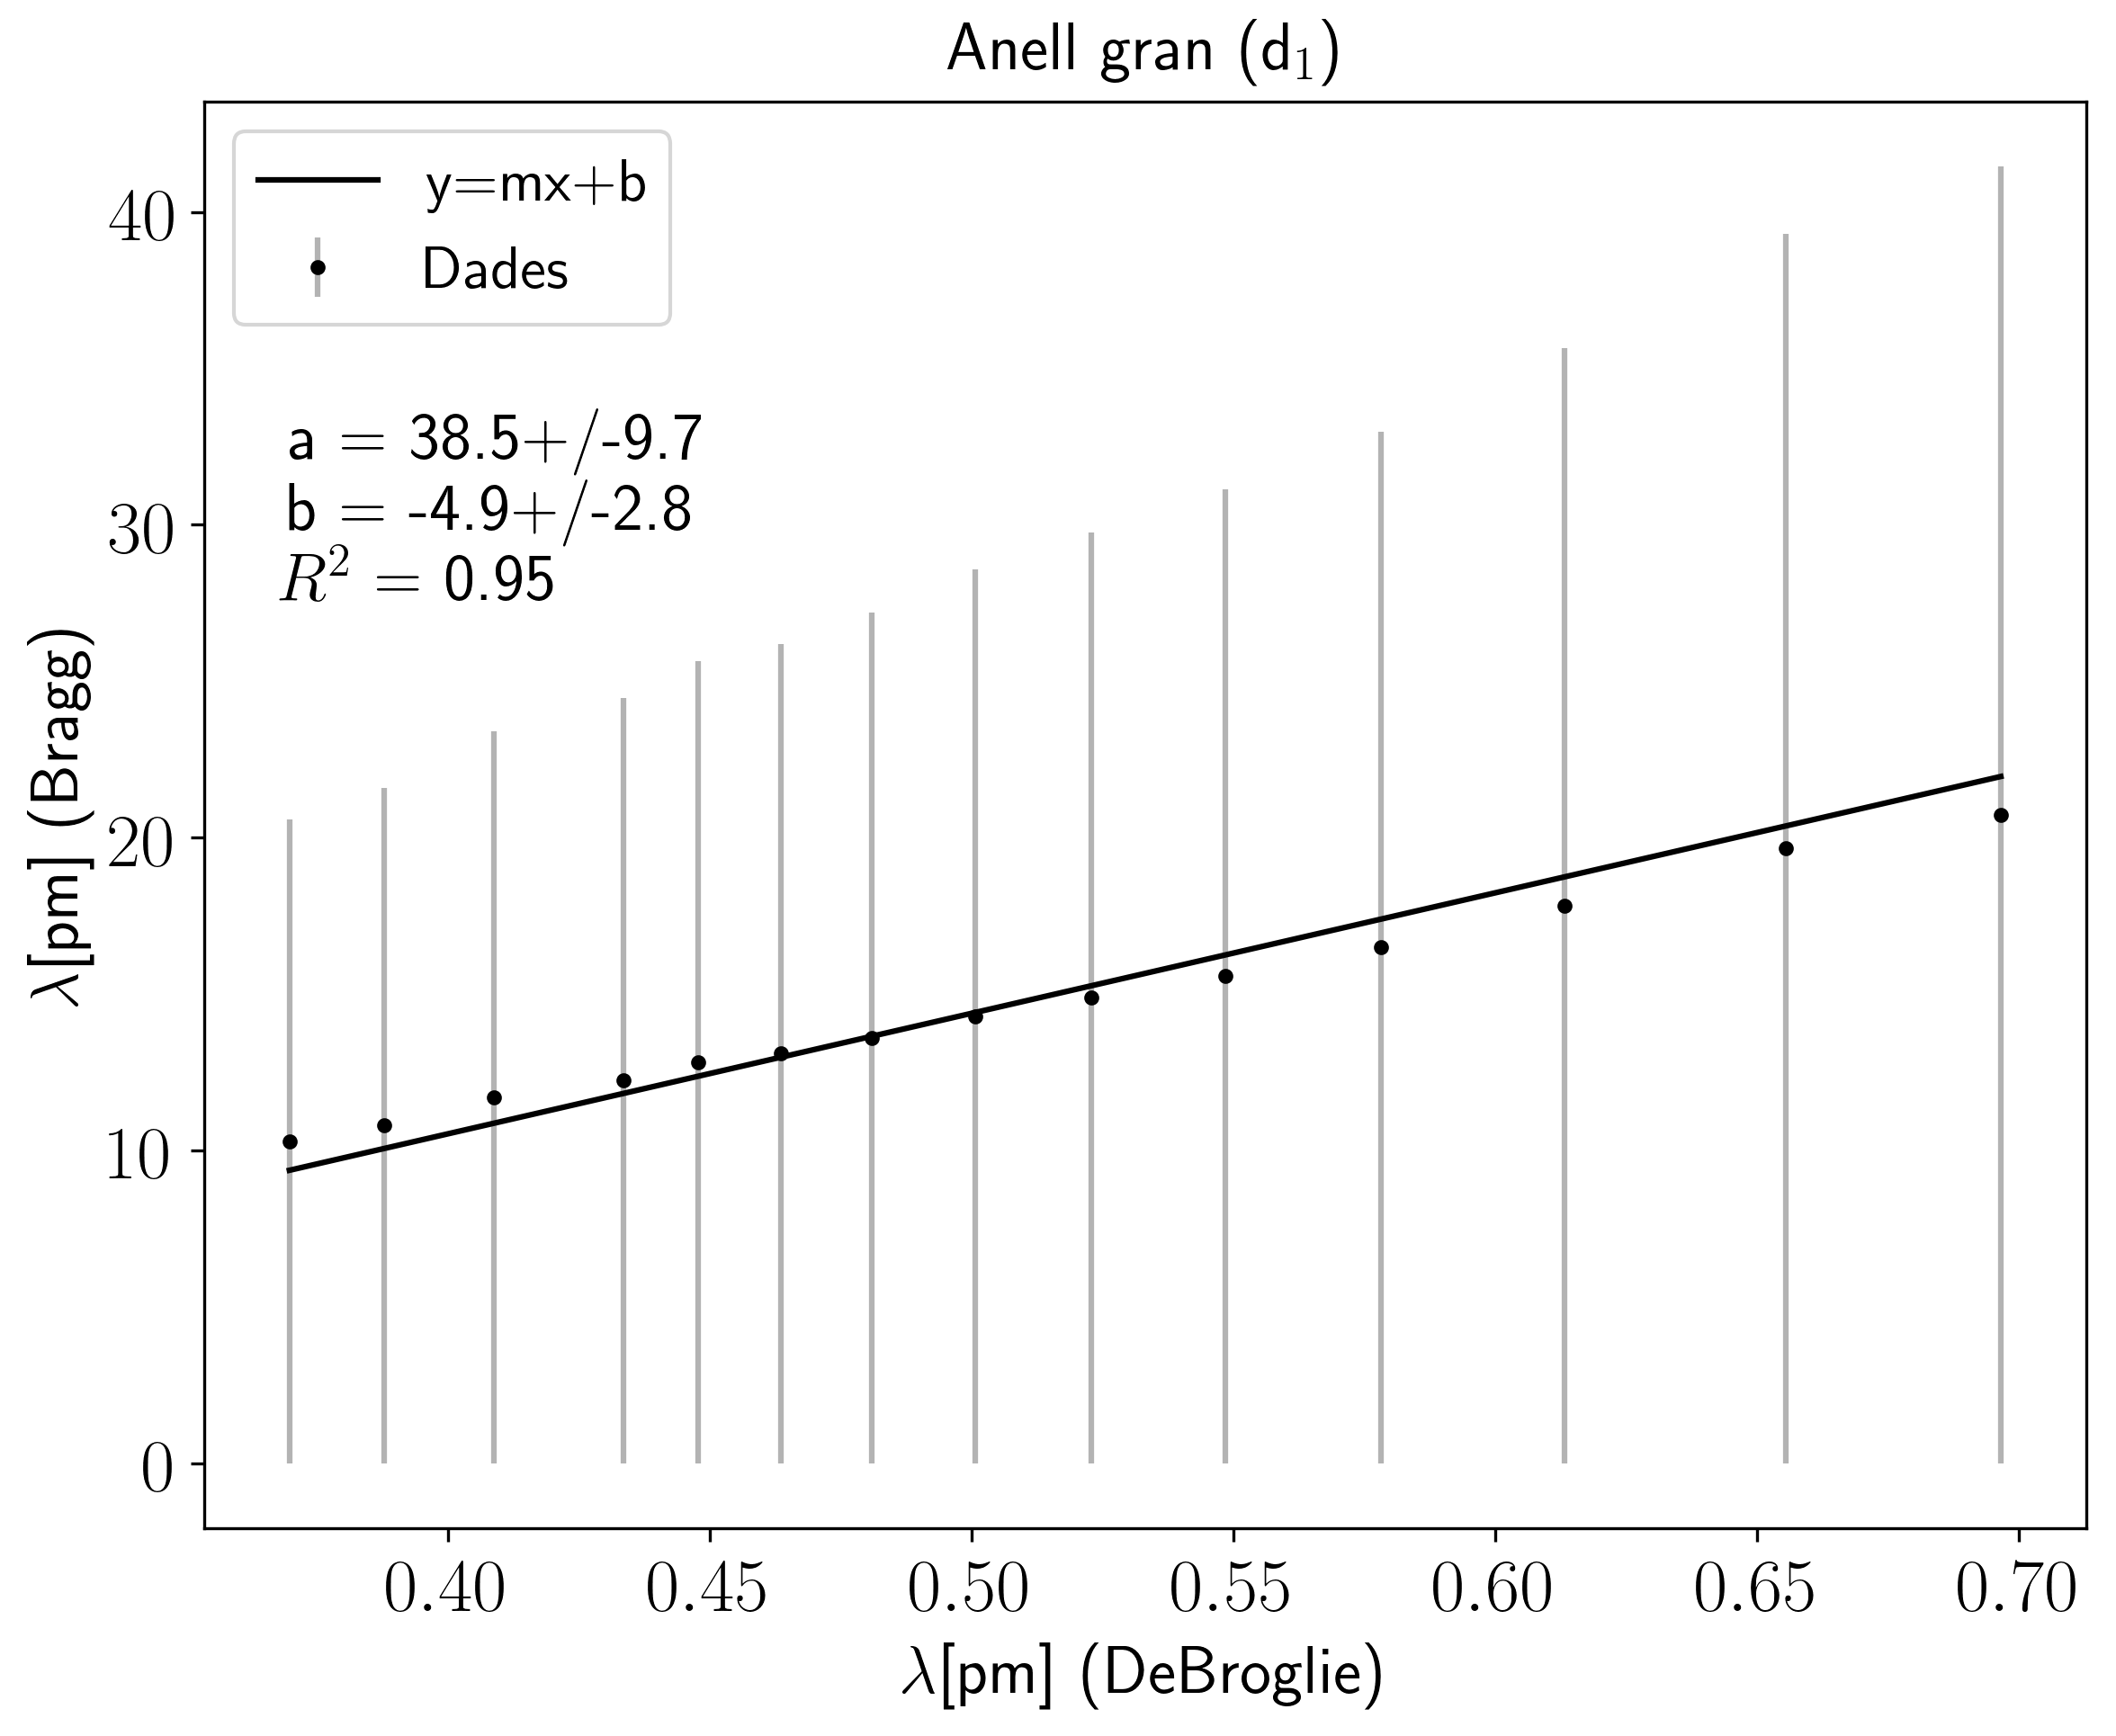 Anell gran (d₁)
y=mx+b
Dades
a = 38.5+/-9.7
b = -4.9+/-2.8
R² = 0.95
λ[pm] (Bragg)
40
30
20
10
0
0.40 0.45 0.50 0.55 0.60 0.65 0.70
λ[pm] (DeBroglie)